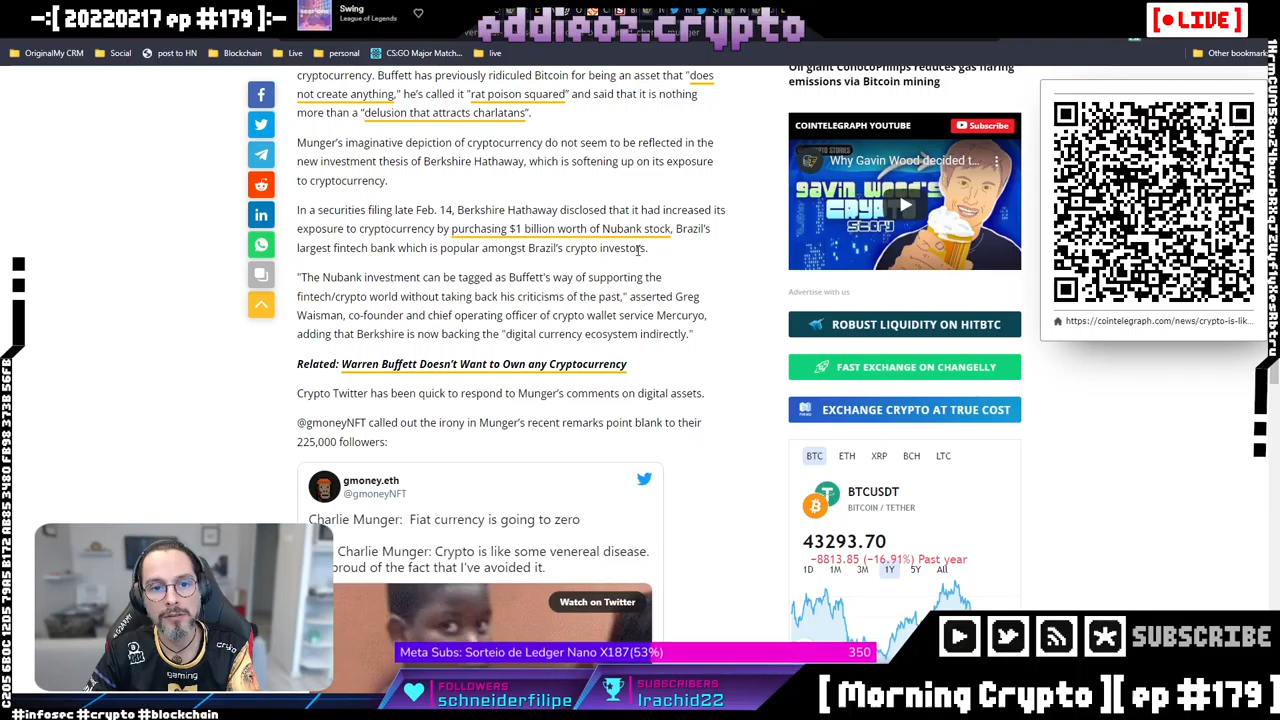 -:[ 20220217 ep #179]:-
Swing
League of Legends
eddieoz.crypto
[●LIVE]
OriginalMy CRM
Social
post to HN
Blockchain
Live
personal
CS:GO Major Match...
live
Other bookmark
cryptocurrency. Buffett has previously ridiculed Bitcoin for being an asset that "does
not create anything," he's called it "rat poison squared" and said that it is nothing
more than a "delusion that attracts charlatans".
Munger's imaginative depiction of cryptocurrency do not seem to be reflected in the
new investment thesis of Berkshire Hathaway, which is softening up on its exposure
to cryptocurrency.
In a securities filing late Feb. 14, Berkshire Hathaway disclosed that it had increased its
exposure to cryptocurrency by purchasing $1 billion worth of Nubank stock, Brazil's
largest fintech bank which is popular amongst Brazil's crypto investors.
"The Nubank investment can be tagged as Buffett's way of supporting the
fintech/crypto world without taking back his criticisms of the past," asserted Greg
Waisman, co-founder and chief operating officer of crypto wallet service Mercuryo,
adding that Berkshire is now backing the "digital currency ecosystem indirectly."
Related: Warren Buffett Doesn't Want to Own any Cryptocurrency
Crypto Twitter has been quick to respond to Munger's comments on digital assets.
@gmoneyNFT called out the irony in Munger's recent remarks point blank to their
225,000 followers:
gmoney.eth
@gmoneyNFT
Charlie Munger: Fiat currency is going to zero
Charlie Munger: Crypto is like some venereal disease.
proud of the fact that I've avoided it.
Watch on Twitter
Oil giant ConocoPhillips reduces gas flaring
emissions via Bitcoin mining
COINTELEGRAPH YOUTUBE
Subscribe
CRYPTO STORIES
Why Gavin Wood decided t...
GAVIN WOOD'S
CRYPTO
STORY
Advertise with us
ROBUST LIQUIDITY ON HITBTC
FAST EXCHANGE ON CHANGELLY
EXCHANGE CRYPTO AT TRUE COST
BTC
ETH
XRP
BCH
LTC
BTCUSDT
BITCOIN / TETHER
43293.70
−8813.85 (−16.91%) Past year
1D
1M
3M
1Y
5Y
All
https://cointelegraph.com/news/crypto-is-lik...
Meta Subs: Sorteio de Ledger Nano X187(53%)
350
FOLLOWERS
schneiderfilipe
SUBSCRIBERS
lrachid22
SUBSCRIBE
[Morning Crypto][ep #179]
#infosec #crypto #blockchain